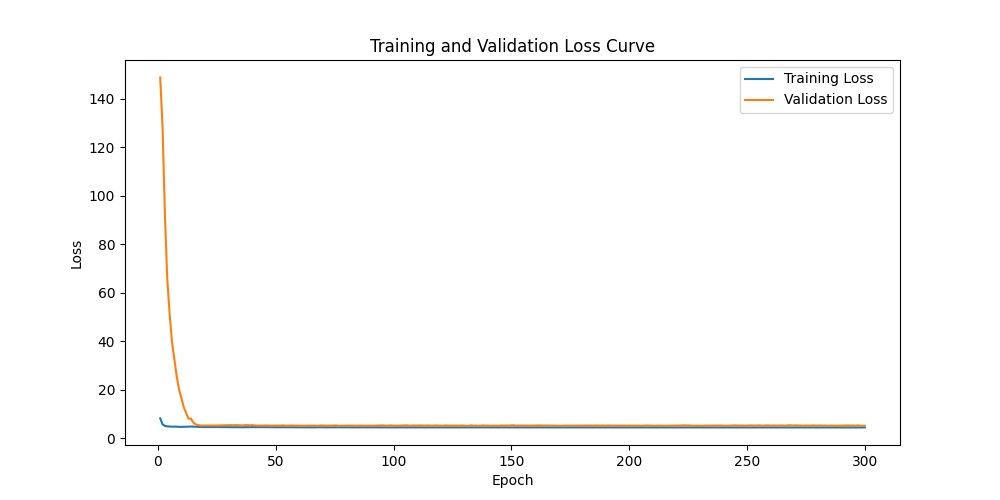 Training and Validation Loss Curve
Training Loss
Validation Loss
140
120
100
80
60
40
20
0
Loss
0 50 100 150 200 250 300
Epoch